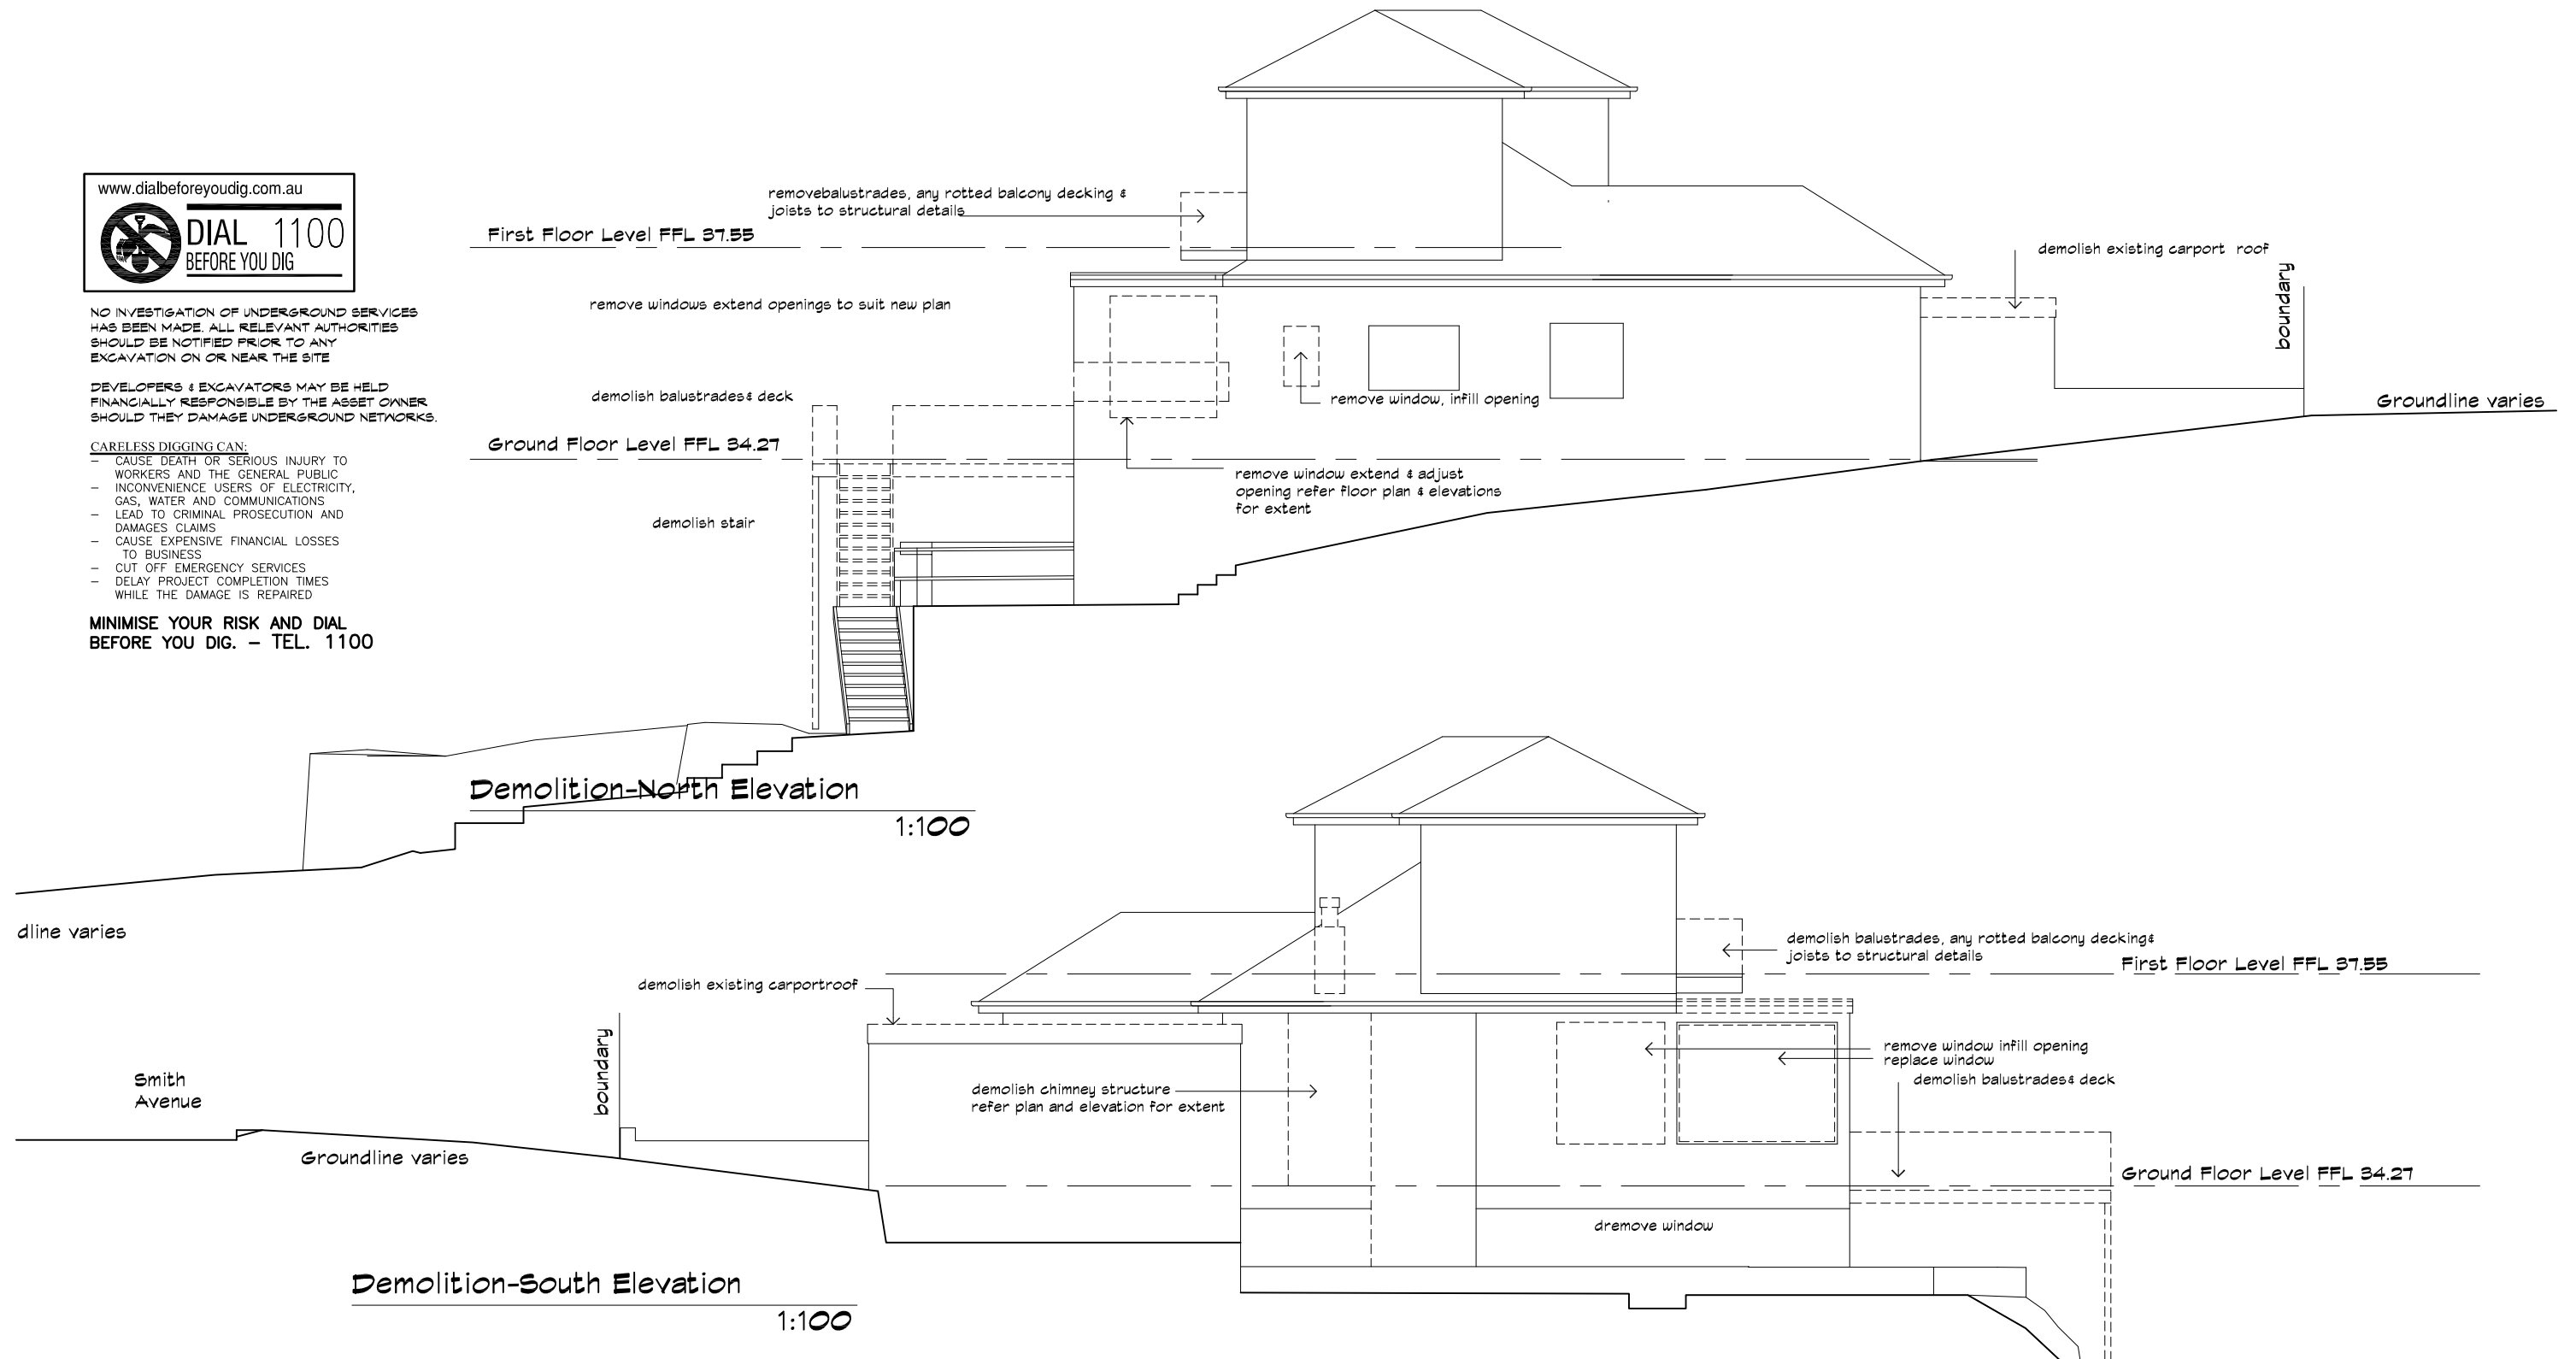 www.dialbeforeyoudig.com.au
DIAL 1100
BEFORE YOU DIG
NO INVESTIGATION OF UNDERGROUND SERVICES
HAS BEEN MADE. ALL RELEVANT AUTHORITIES
SHOULD BE NOTIFIED PRIOR TO ANY
EXCAVATION ON OR NEAR THE SITE
DEVELOPERS & EXCAVATORS MAY BE HELD
FINANCIALLY RESPONSIBLE BY THE ASSET OWNER
SHOULD THEY DAMAGE UNDERGROUND NETWORKS.
CARELESS DIGGING CAN:
– CAUSE DEATH OR SERIOUS INJURY TO
WORKERS AND THE GENERAL PUBLIC
– INCONVENIENCE USERS OF ELECTRICITY,
GAS, WATER AND COMMUNICATIONS
– LEAD TO CRIMINAL PROSECUTION AND
DAMAGES CLAIMS
– CAUSE EXPENSIVE FINANCIAL LOSSES
TO BUSINESS
– CUT OFF EMERGENCY SERVICES
– DELAY PROJECT COMPLETION TIMES
WHILE THE DAMAGE IS REPAIRED
MINIMISE YOUR RISK AND DIAL
BEFORE YOU DIG. – TEL. 1100
removebalustrades, any rotted balcony decking &
joists to structural details
First Floor Level FFL 37.55
remove windows extend openings to suit new plan
demolish balustrades& deck
Ground Floor Level FFL 34.27
demolish stair
remove window, infill opening
remove window extend & adjust
opening refer floor plan & elevations
for extent
demolish existing carport roof
boundary
Groundline varies
Demolition-North Elevation
1:100
dline varies
demolish existing carportroof
boundary
Smith
Avenue
Groundline varies
demolish chimney structure
refer plan and elevation for extent
demolish balustrades, any rotted balcony decking&
joists to structural details
First Floor Level FFL 37.55
remove window infill opening
replace window
demolish balustrades& deck
Ground Floor Level FFL 34.27
dremove window
Demolition-South Elevation
1:100